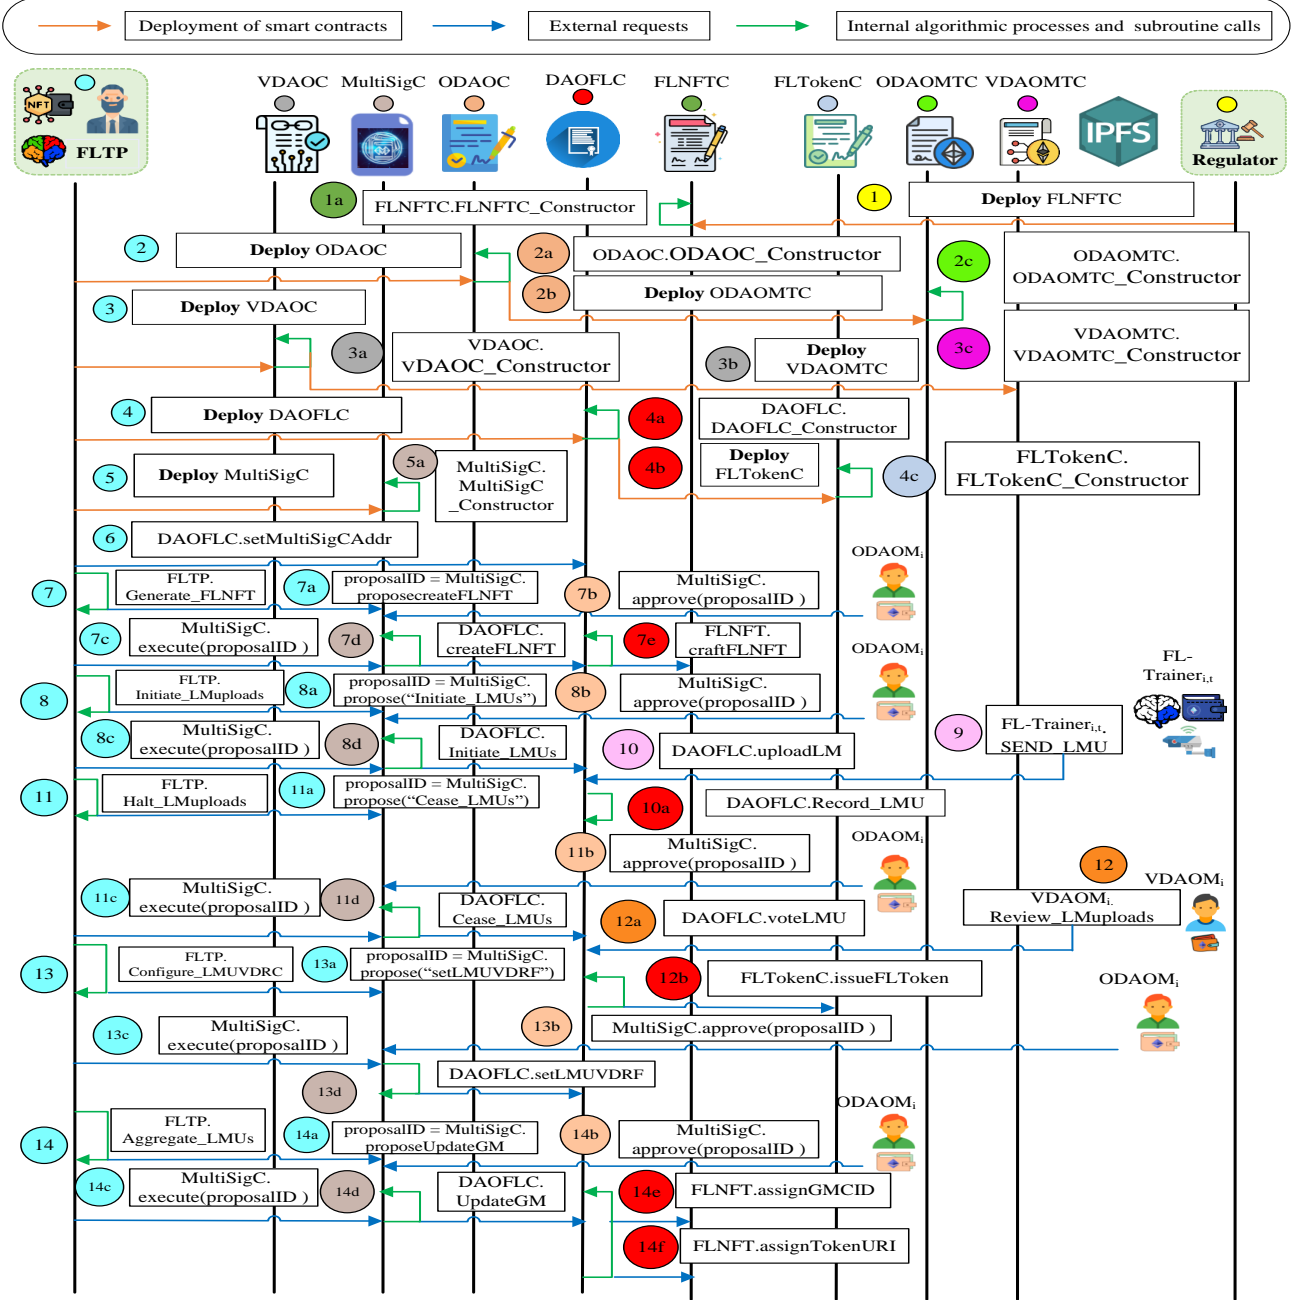 Deployment of smart contracts
External requests
Internal algorithmic processes and subroutine calls
NFT
FLTP
VDAOC
MultiSigC
ODAOC
DAOFLC
FLNFTC
FLTokenC
ODAOMTC
VDAOMTC
IPFS
Regulator
1a
FLNFTC.FLNFTC_Constructor
1
Deploy FLNFTC
2
Deploy ODAOC
2a
ODAOC.ODAOC_Constructor
2c
ODAOMTC.
ODAOMTC_Constructor
2b
Deploy ODAOMTC
3
Deploy VDAOC
3a
VDAOC.
VDAOC_Constructor
3b
Deploy
VDAOMTC
3c
VDAOMTC.
VDAOMTC_Constructor
4
Deploy DAOFLC
4a
DAOFLC.
DAOFLC_Constructor
4b
Deploy
FLTokenC
4c
FLTokenC.
FLTokenC_Constructor
5
Deploy MultiSigC
5a
MultiSigC.
MultiSigC
_Constructor
6
DAOFLC.setMultiSigCAddr
ODAOMi
7
FLTP.
Generate_FLNFT
7a
proposalID = MultiSigC.
proposecreateFLNFT
7b
MultiSigC.
approve(proposalID )
7c
MultiSigC.
execute(proposalID )
7d
DAOFLC.
createFLNFT
7e
FLNFT.
craftFLNFT
ODAOMi
FL-
Traineri,t
8
FLTP.
Initiate_LMuploads
8a
proposalID = MultiSigC.
propose(“Initiate_LMUs”)
8b
MultiSigC.
approve(proposalID )
8c
MultiSigC.
execute(proposalID )
8d
DAOFLC.
Initiate_LMUs
9
FL-Traineri,t.
SEND_LMU
10
DAOFLC.uploadLM
11
FLTP.
Halt_LMuploads
11a
proposalID = MultiSigC.
propose(“Cease_LMUs”)
10a
DAOFLC.Record_LMU
11b
MultiSigC.
approve(proposalID )
ODAOMi
12
VDAOMi
11c
MultiSigC.
execute(proposalID )
11d
DAOFLC.
Cease_LMUs
12a
DAOFLC.voteLMU
VDAOMi.
Review_LMuploads
13
FLTP.
Configure_LMUVDRC
13a
proposalID = MultiSigC.
propose(“setLMUVDRF”)
12b
FLTokenC.issueFLToken
ODAOMi
13b
MultiSigC.approve(proposalID )
13c
MultiSigC.
execute(proposalID )
13d
DAOFLC.setLMUVDRF
ODAOMi
14
FLTP.
Aggregate_LMUs
14a
proposalID = MultiSigC.
proposeUpdateGM
14b
MultiSigC.
approve(proposalID )
14c
MultiSigC.
execute(proposalID )
14d
DAOFLC.
UpdateGM
14e
FLNFT.assignGMCID
14f
FLNFT.assignTokenURI